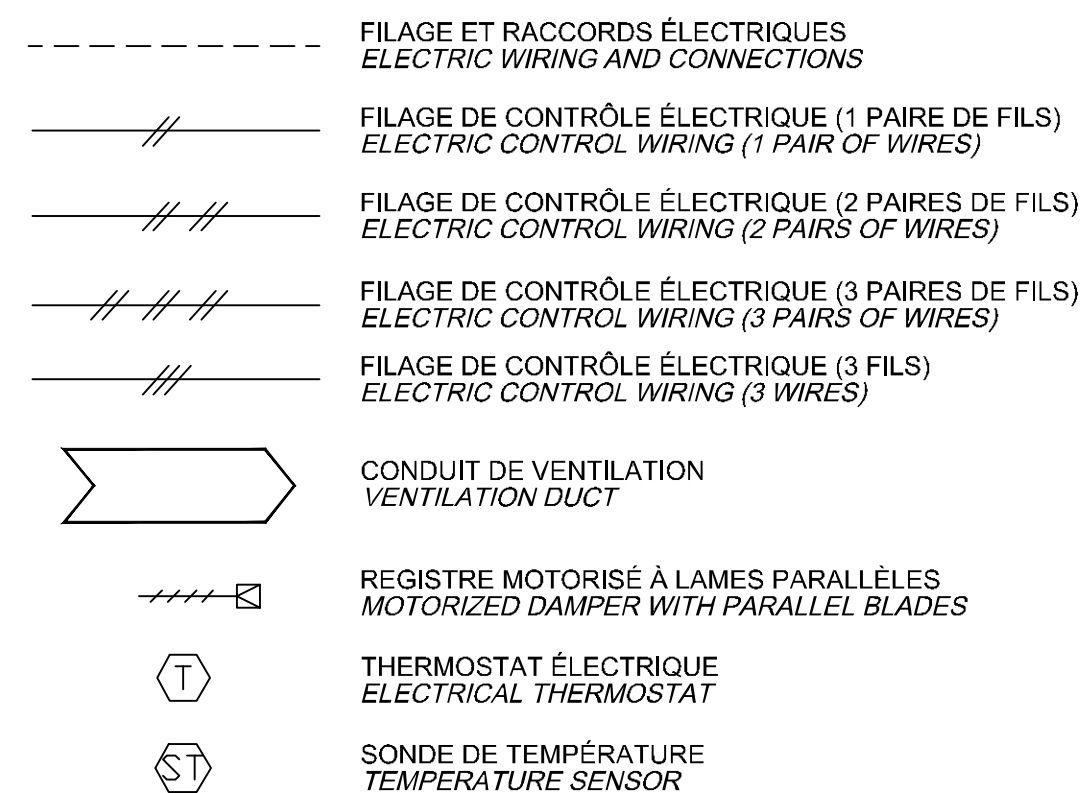 FILAGE ET RACCORDS ÉLECTRIQUES
ELECTRIC WIRING AND CONNECTIONS
FILAGE DE CONTRÔLE ÉLECTRIQUE (1 PAIRE DE FILS)
ELECTRIC CONTROL WIRING (1 PAIR OF WIRES)
FILAGE DE CONTRÔLE ÉLECTRIQUE (2 PAIRES DE FILS)
ELECTRIC CONTROL WIRING (2 PAIRS OF WIRES)
FILAGE DE CONTRÔLE ÉLECTRIQUE (3 PAIRES DE FILS)
ELECTRIC CONTROL WIRING (3 PAIRS OF WIRES)
FILAGE DE CONTRÔLE ÉLECTRIQUE (3 FILS)
ELECTRIC CONTROL WIRING (3 WIRES)
CONDUIT DE VENTILATION
VENTILATION DUCT
REGISTRE MOTORISÉ À LAMES PARALLÈLES
MOTORIZED DAMPER WITH PARALLEL BLADES
T
THERMOSTAT ÉLECTRIQUE
ELECTRICAL THERMOSTAT
ST
SONDE DE TEMPÉRATURE
TEMPERATURE SENSOR